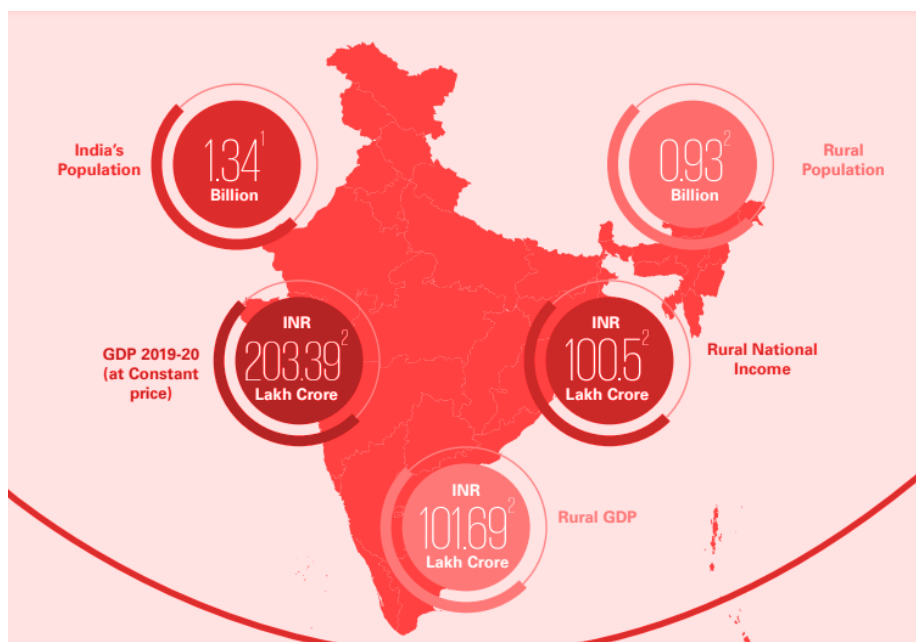 India's
Population
1.34¹
Billion
0.93²
Billion
Rural
Population
GDP 2019-20
(at Constant
price)
INR
203.39²
Lakh Crore
INR
100.5²
Lakh Crore
Rural National
Income
INR
101.69²
Lakh Crore
Rural GDP